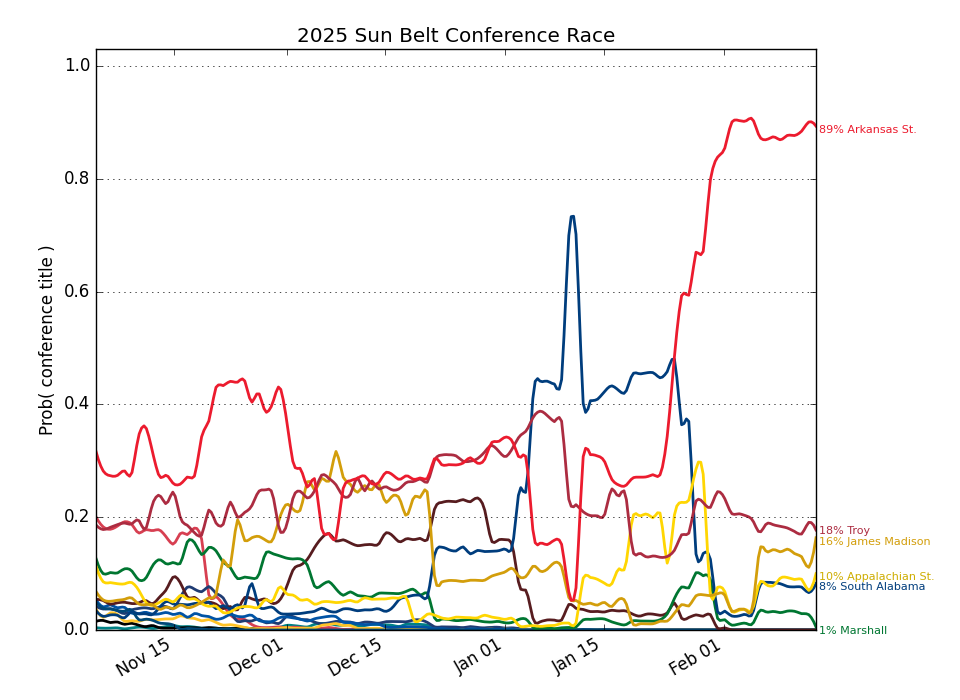 2025 Sun Belt Conference Race
Prob( conference title )
1.0
0.8
0.6
0.4
0.2
0.0
Nov 15
Dec 01
Dec 15
Jan 01
Jan 15
Feb 01
89% Arkansas St.
18% Troy
16% James Madison
10% Appalachian St.
8% South Alabama
1% Marshall